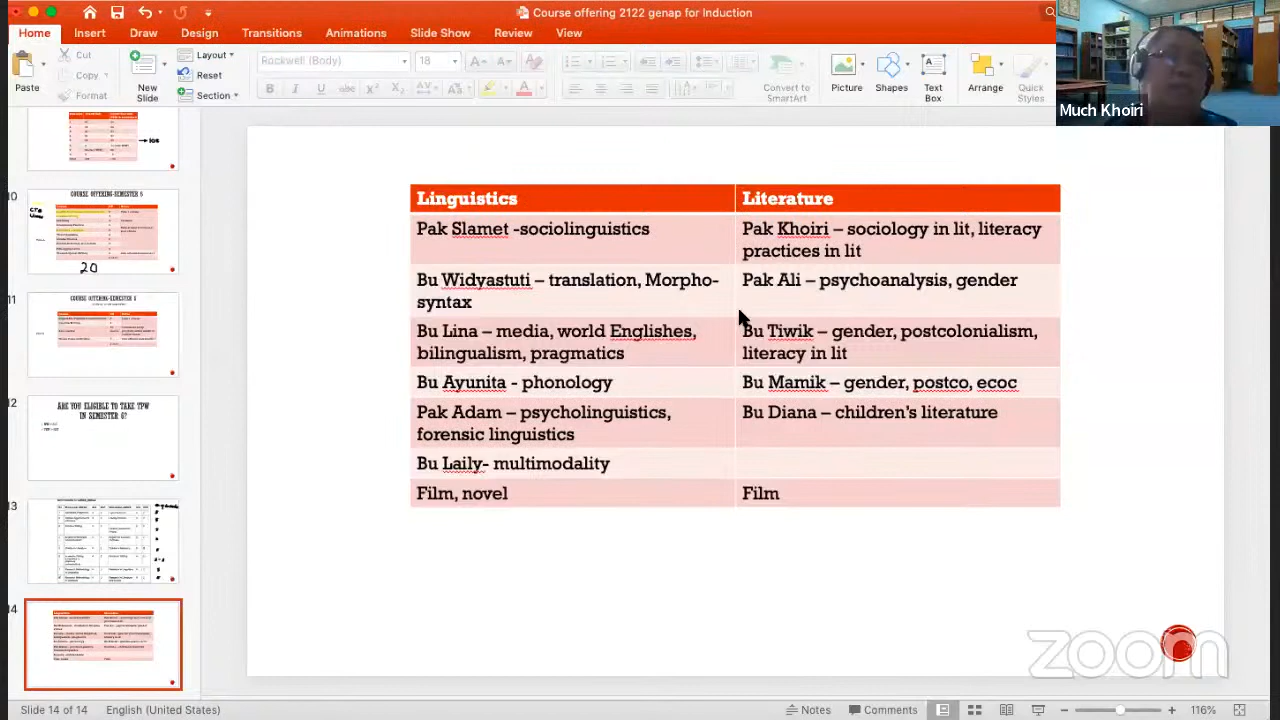 Course offering 2122 genap for Induction
Home Insert Draw Design Transitions Animations Slide Show Review View
Paste
Cut
Copy
Format
New Slide
Layout
Reset
Section
Rockwell (Body)
18
Convert to SmartArt
Picture
Shapes
Text Box
Arrange
Quick Styles
Much Khoiri
10
COURSE OFFERING-SEMESTER 5
20
11
12
ARE YOU ELIGIBLE TO TAKE TPW
IN SEMESTER 6?
13
14
Linguistics
Literature
Pak Slamet -sociolinguistics
Pak Khoiri – sociology in lit, literacy
practices in lit
Bu Widyastuti – translation, Morpho-
syntax
Pak Ali – psychoanalysis, gender
Bu Lina – media, world Englishes,
bilingualism, pragmatics
Bu Tiwik – gender, postcolonialism,
literacy in lit
Bu Ayunita - phonology
Bu Mamik – gender, postco, ecoc
Pak Adam – psycholinguistics,
forensic linguistics
Bu Diana – children's literature
Bu Laily- multimodality
Film, novel
Film
zoom
Slide 14 of 14
English (United States)
Notes
Comments
116%